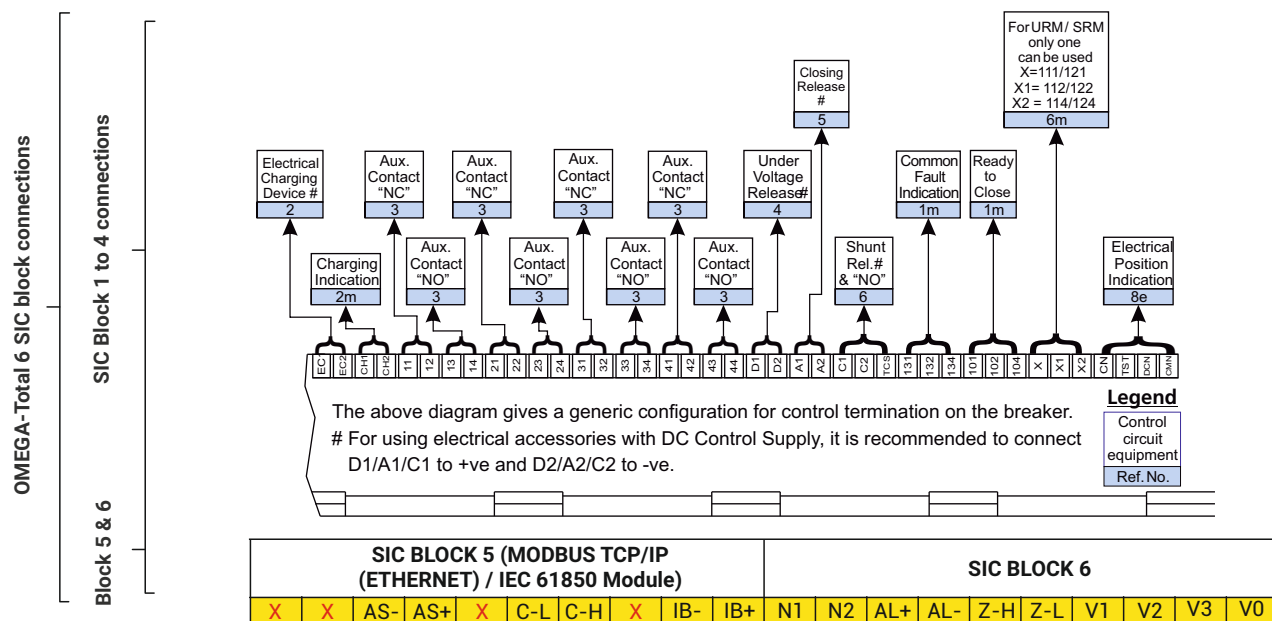 OMEGA-Total 6 SIC block connections
SIC Block 1 to 4 connections
Block 5 & 6
For URM/ SRM
only one
can be used
X=111/121
X1= 112/122
X2 = 114/124
6m
Closing
Release
#
5
Electrical
Charging
Device #
2
Aux.
Contact
“NC”
3
Aux.
Contact
“NC”
3
Aux.
Contact
“NC”
3
Aux.
Contact
“NC”
3
Under
Voltage
Release#
4
Common
Fault
Indication
1m
Ready
to
Close
1m
Charging
Indication
2m
Aux.
Contact
“NO”
3
Aux.
Contact
“NO”
3
Aux.
Contact
“NO”
3
Aux.
Contact
“NO”
3
Shunt
Rel.#
& “NO”
6
Electrical
Position
Indication
8e
EC EC2 CH1 CH2 11 12 13 14 21 22 23 24 31 32 33 34 41 42 43 44 D1 D2 A1 A2 C1 C2 TCS 131 132 134 101 102 104 X X1 X2 CN TST DCN CMN
The above diagram gives a generic configuration for control termination on the breaker.
# For using electrical accessories with DC Control Supply, it is recommended to connect
D1/A1/C1 to +ve and D2/A2/C2 to -ve.
Legend
Control
circuit
equipment
Ref. No.
SIC BLOCK 5 (MODBUS TCP/IP
(ETHERNET) / IEC 61850 Module)
SIC BLOCK 6
X X AS- AS+ X C-L C-H X IB- IB+ N1 N2 AL+ AL- Z-H Z-L V1 V2 V3 V0